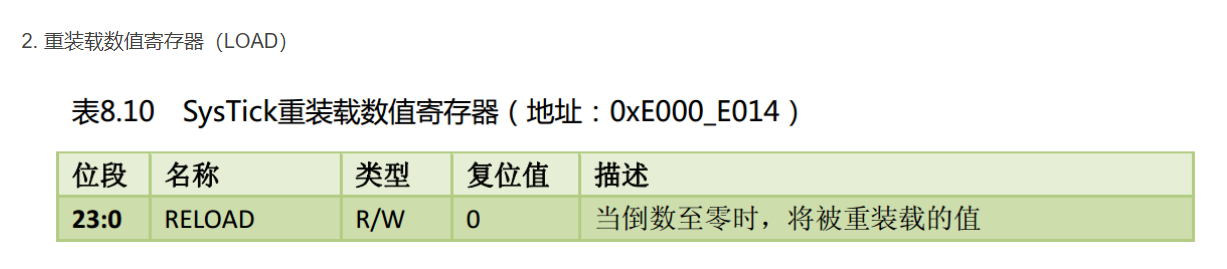 2. 重装载数值寄存器（LOAD）
表8.10 SysTick重装载数值寄存器（地址：0xE000_E014）
位段 名称 类型 复位值 描述
23:0 RELOAD R/W 0 当倒数至零时，将被重装载的值